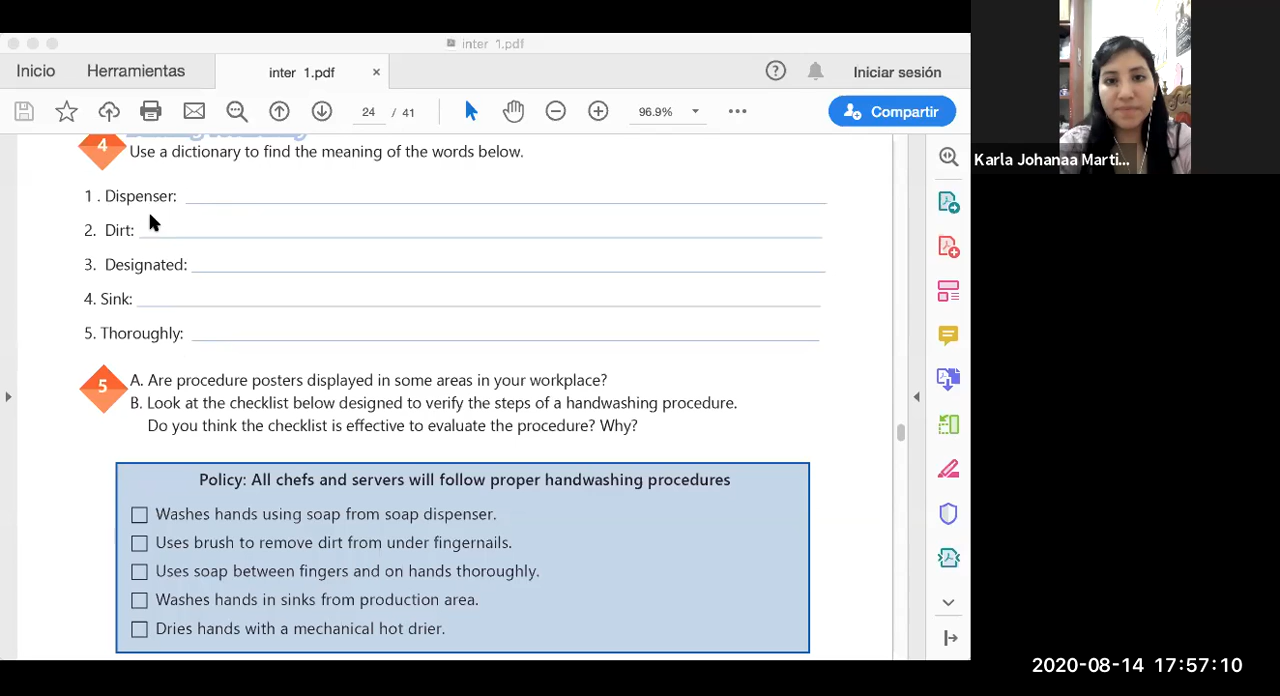 inter 1.pdf
Inicio
Herramientas
inter 1.pdf
×
Iniciar sesión
24 / 41
96.9%
Compartir
4
Use a dictionary to find the meaning of the words below.
1 . Dispenser:
2. Dirt:
3. Designated:
4. Sink:
5. Thoroughly:
5
A. Are procedure posters displayed in some areas in your workplace?
B. Look at the checklist below designed to verify the steps of a handwashing procedure.
Do you think the checklist is effective to evaluate the procedure? Why?
Policy: All chefs and servers will follow proper handwashing procedures
Washes hands using soap from soap dispenser.
Uses brush to remove dirt from under fingernails.
Uses soap between fingers and on hands thoroughly.
Washes hands in sinks from production area.
Dries hands with a mechanical hot drier.
Karla Johanaa Marti...
2020-08-14 17:57:10